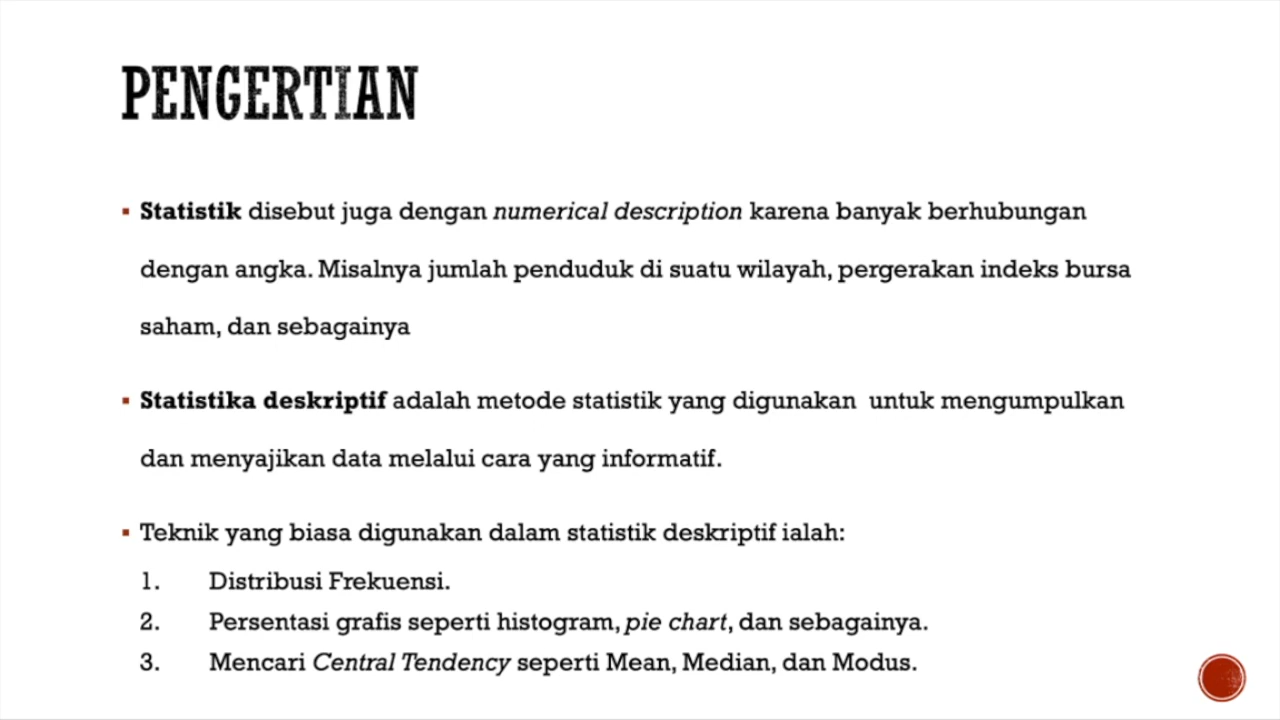 PENGERTIAN
▪ Statistik disebut juga dengan numerical description karena banyak berhubungan
dengan angka. Misalnya jumlah penduduk di suatu wilayah, pergerakan indeks bursa
saham, dan sebagainya
▪ Statistika deskriptif adalah metode statistik yang digunakan  untuk mengumpulkan
dan menyajikan data melalui cara yang informatif.
▪ Teknik yang biasa digunakan dalam statistik deskriptif ialah:
1. Distribusi Frekuensi.
2. Persentasi grafis seperti histogram, pie chart, dan sebagainya.
3. Mencari Central Tendency seperti Mean, Median, dan Modus.